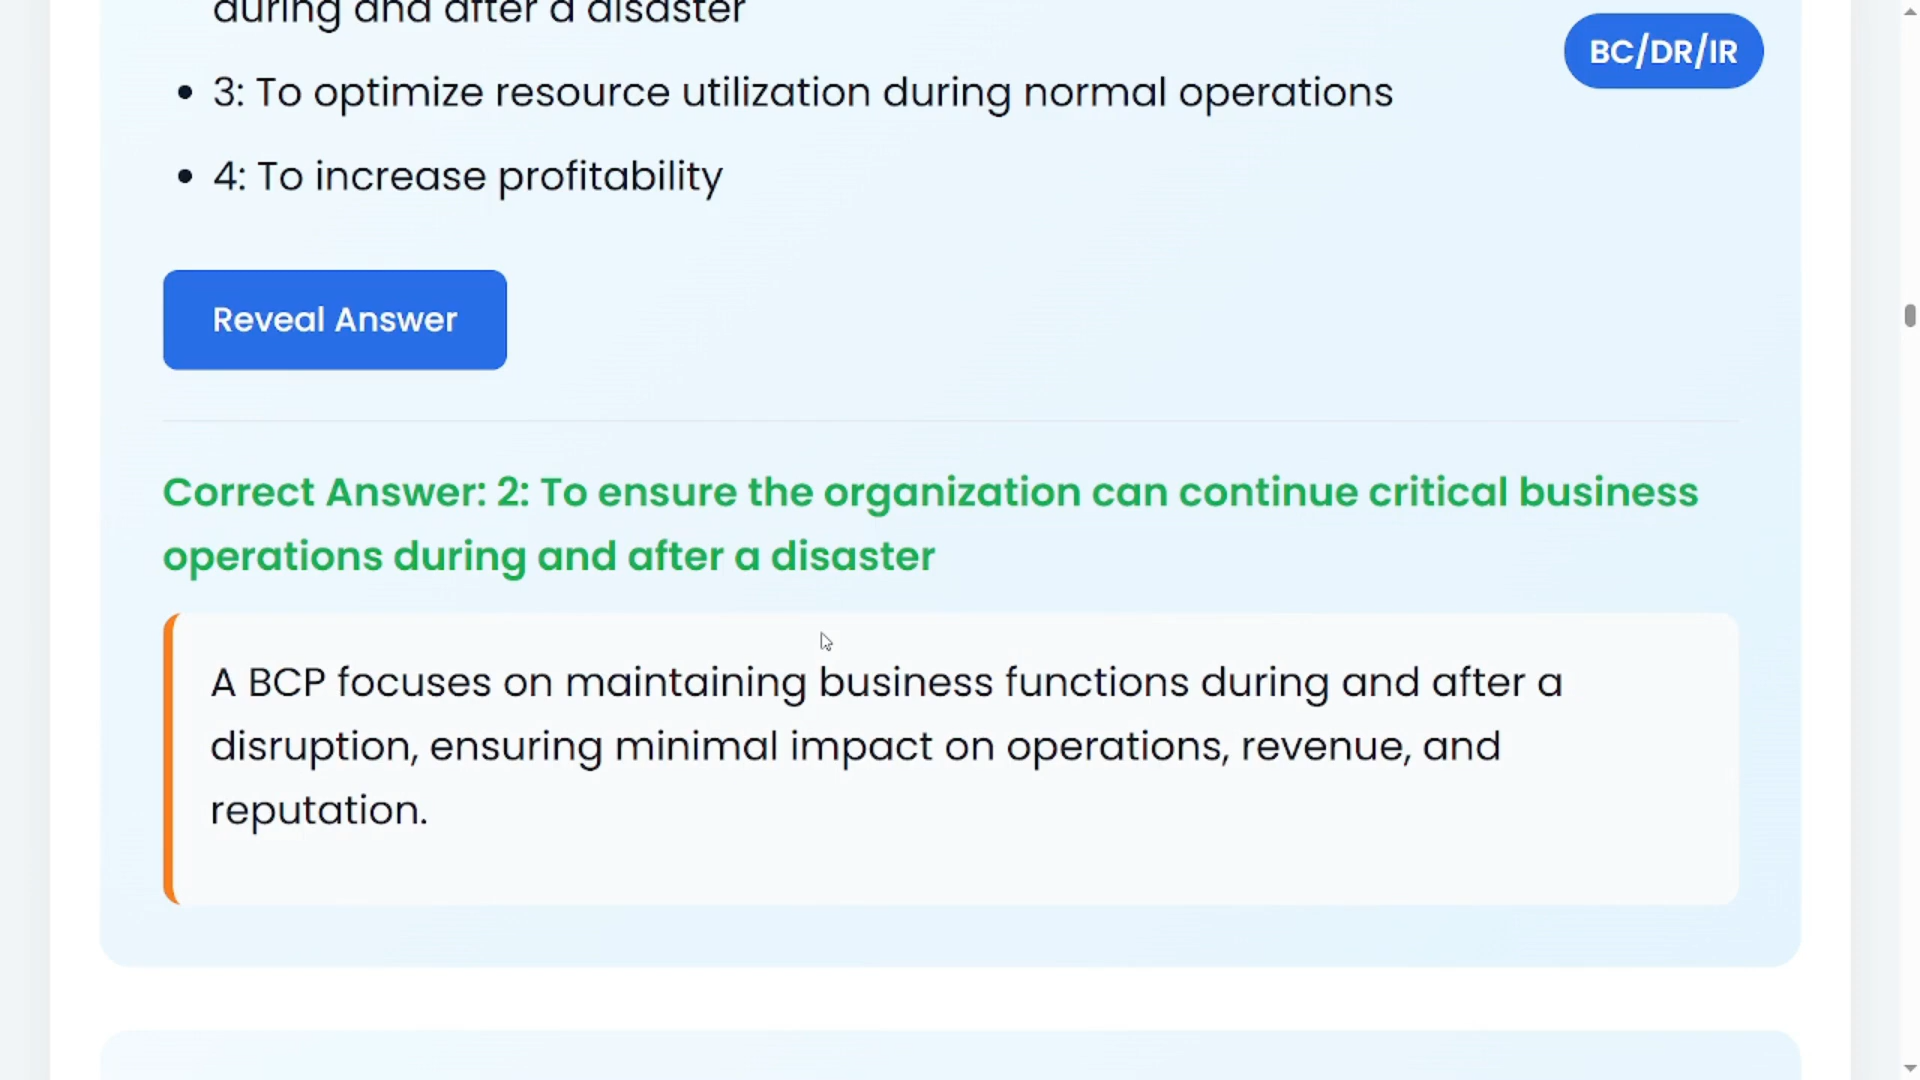 during and after a disaster
BC/DR/IR
• 3: To optimize resource utilization during normal operations
• 4: To increase profitability
Reveal Answer
Correct Answer: 2: To ensure the organization can continue critical business
operations during and after a disaster
A BCP focuses on maintaining business functions during and after a
disruption, ensuring minimal impact on operations, revenue, and
reputation.